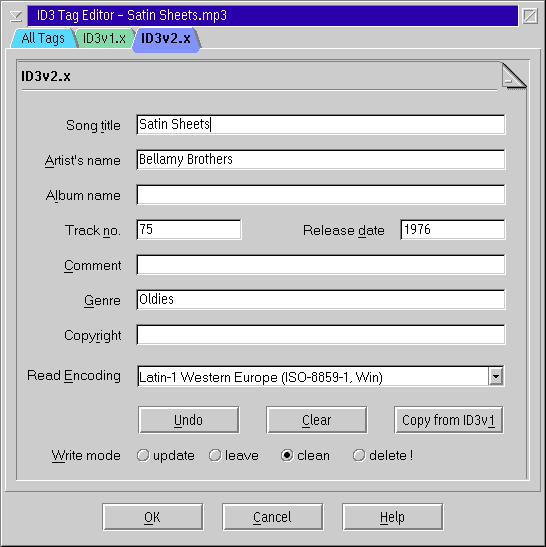 ID3 Tag Editor - Satin Sheets.mp3
All Tags ID3v1.x ID3v2.x
ID3v2.x
Song title Satin Sheets
Artist's name Bellamy Brothers
Album name
Track no. 75 Release date 1976
Comment
Genre Oldies
Copyright
Read Encoding Latin-1 Western Europe (ISO-8859-1, Win)
Undo Clear Copy from ID3v1
Write mode update leave clean delete !
OK Cancel Help